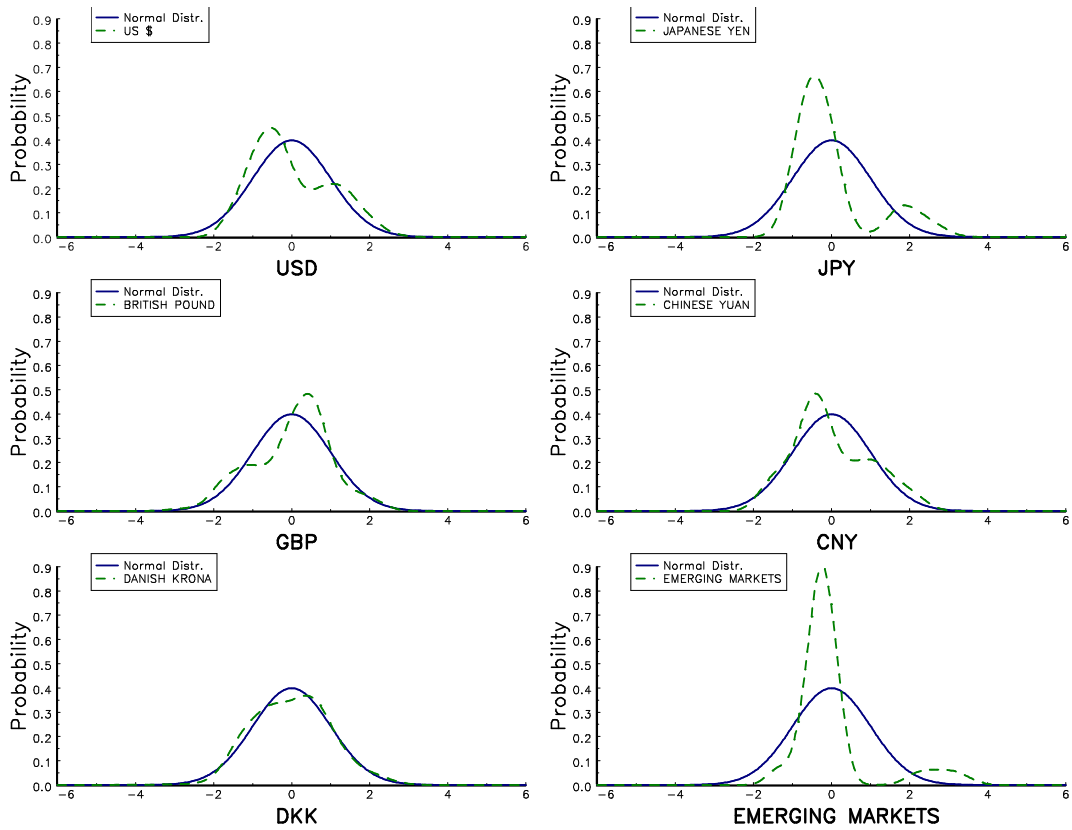 Normal Distr.
US $
Probability
0.9
0.8
0.7
0.6
0.5
0.4
0.3
0.2
0.1
0.0
−6 −4 −2 0 2 4 6
USD
Normal Distr.
JAPANESE YEN
Probability
0.9
0.8
0.7
0.6
0.5
0.4
0.3
0.2
0.1
0.0
−6 −4 −2 0 2 4 6
JPY
Normal Distr.
BRITISH POUND
Probability
0.9
0.8
0.7
0.6
0.5
0.4
0.3
0.2
0.1
0.0
−6 −4 −2 0 2 4 6
GBP
Normal Distr.
CHINESE YUAN
Probability
0.9
0.8
0.7
0.6
0.5
0.4
0.3
0.2
0.1
0.0
−6 −4 −2 0 2 4 6
CNY
Normal Distr.
DANISH KRONA
Probability
0.9
0.8
0.7
0.6
0.5
0.4
0.3
0.2
0.1
0.0
−6 −4 −2 0 2 4 6
DKK
Normal Distr.
EMERGING MARKETS
Probability
0.9
0.8
0.7
0.6
0.5
0.4
0.3
0.2
0.1
0.0
−6 −4 −2 0 2 4 6
EMERGING MARKETS